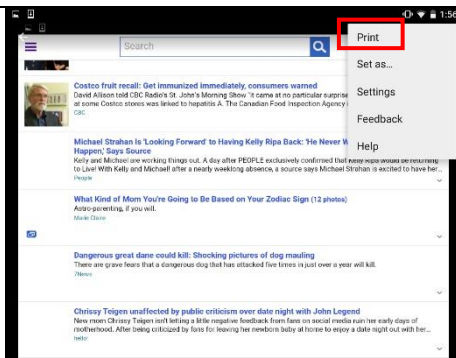 1:56
Search
Print
Set as...
Settings
Feedback
Help
Costco fruit recall: Get immunized immediately, consumers warned
David Allison told CBC Radio's St. John's Morning Show "it came at no particular surprise
at some Costco stores was linked to hepatitis A. The Canadian Food Inspection Agency
CBC
Michael Strahan Is 'Looking Forward' to Having Kelly Ripa Back: 'He Never W
Happen,' Says Source
Kelly and Michael are working things out. A day after PEOPLE exclusively confirmed that Kelly Ripa would be returning
to Live! With Kelly and Michael! after a nearly weeklong absence, a source says Michael Strahan is excited to have her...
People
What Kind of Mom You're Going to Be Based on Your Zodiac Sign (12 photos)
Astro-parenting, if you will.
Marie Claire
Dangerous great dane could kill: Shocking pictures of dog mauling
There are grave fears that a dangerous dog that has attacked five times in just over a year will kill.
7News
Chrissy Teigen unaffected by public criticism over date night with John Legend
New mom Chrissy Teigen isn't letting a little negative feedback from fans on social media ruin her early days of
motherhood. After being criticized by fans for leaving her newborn baby at home to enjoy a date night out with her...
hello!